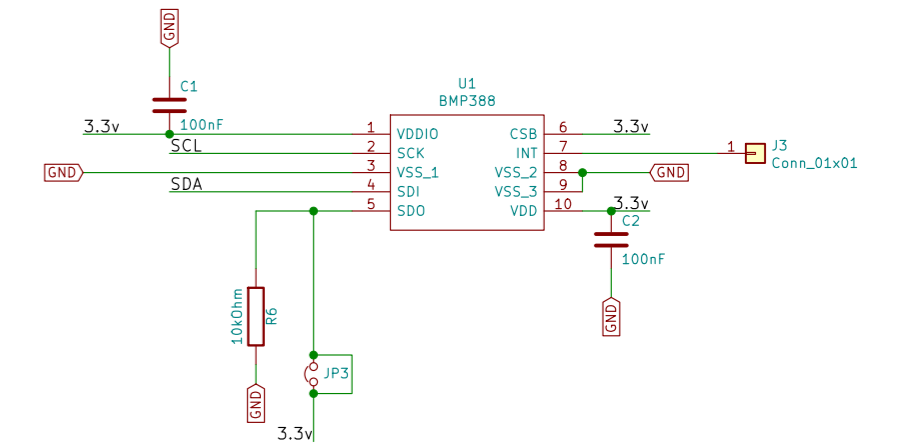 GND
C1
100nF
U1
BMP388
3.3v
1 VDDIO CSB 6
3.3v
SCL
2 SCK INT 7
1
J3
Conn_01x01
GND
3 VSS_1 VSS_2 8
GND
SDA
4 SDI VSS_3 9
5 SDO VDD 10
3.3v
C2
100nF
10kOhm
R6
GND
JP3
GND
3.3v